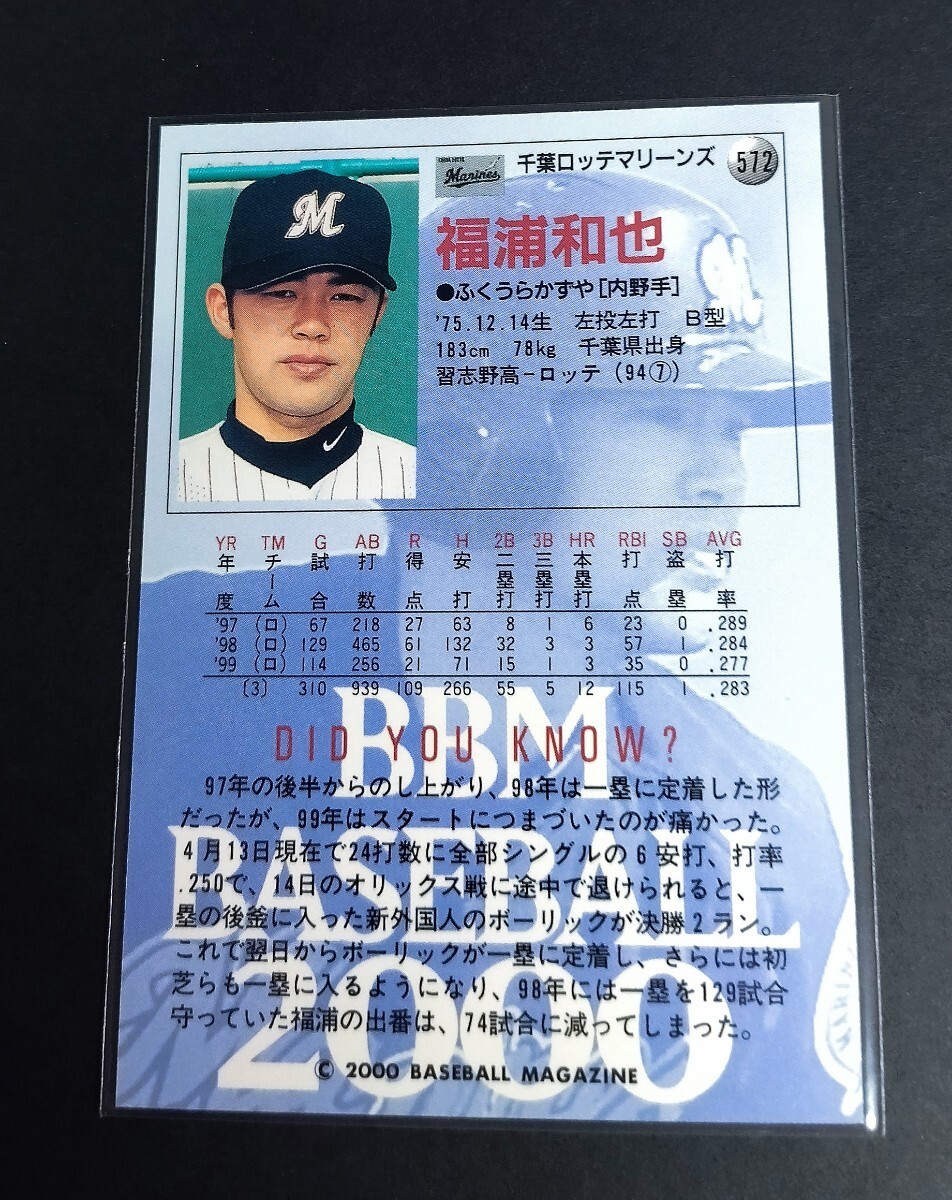 Marines
千葉ロッテマリーンズ
572
M
福浦和也
●ふくうらかずや[内野手]
'75.12.14生 左投左打 B型
183cm 78kg 千葉県出身
習志野高−ロッテ (94⑦)
YR TM G AB R H 2B 3B HR RBI SB AVG
年度 チーム 試合 打数 得点 安打 二塁打 三塁打 本塁打 打点 盗塁 打率
'97 (ロ) 67 218 27 63 8 1 6 23 0 .289
'98 (ロ) 129 465 61 132 32 3 3 57 1 .284
'99 (ロ) 114 256 21 71 15 1 3 35 0 .277
(3) 310 939 109 266 55 5 12 115 1 .283
BBM
DID YOU KNOW?
BASEBALL
2000
97年の後半からのし上がり、98年は一塁に定着した形
だったが、99年はスタートにつまづいたのが痛かった。
4月13日現在で24打数に全部シングルの6安打、打率
.250で、14日のオリックス戦に途中で退けられると、一
塁の後釜に入った新外国人のボーリックが決勝2ラン。
これで翌日からボーリックが一塁に定着し、さらには初
芝らも一塁に入るようになり、98年には一塁を129試合
守っていた福浦の出番は、74試合に減ってしまった。
© 2000 BASEBALL MAGAZINE